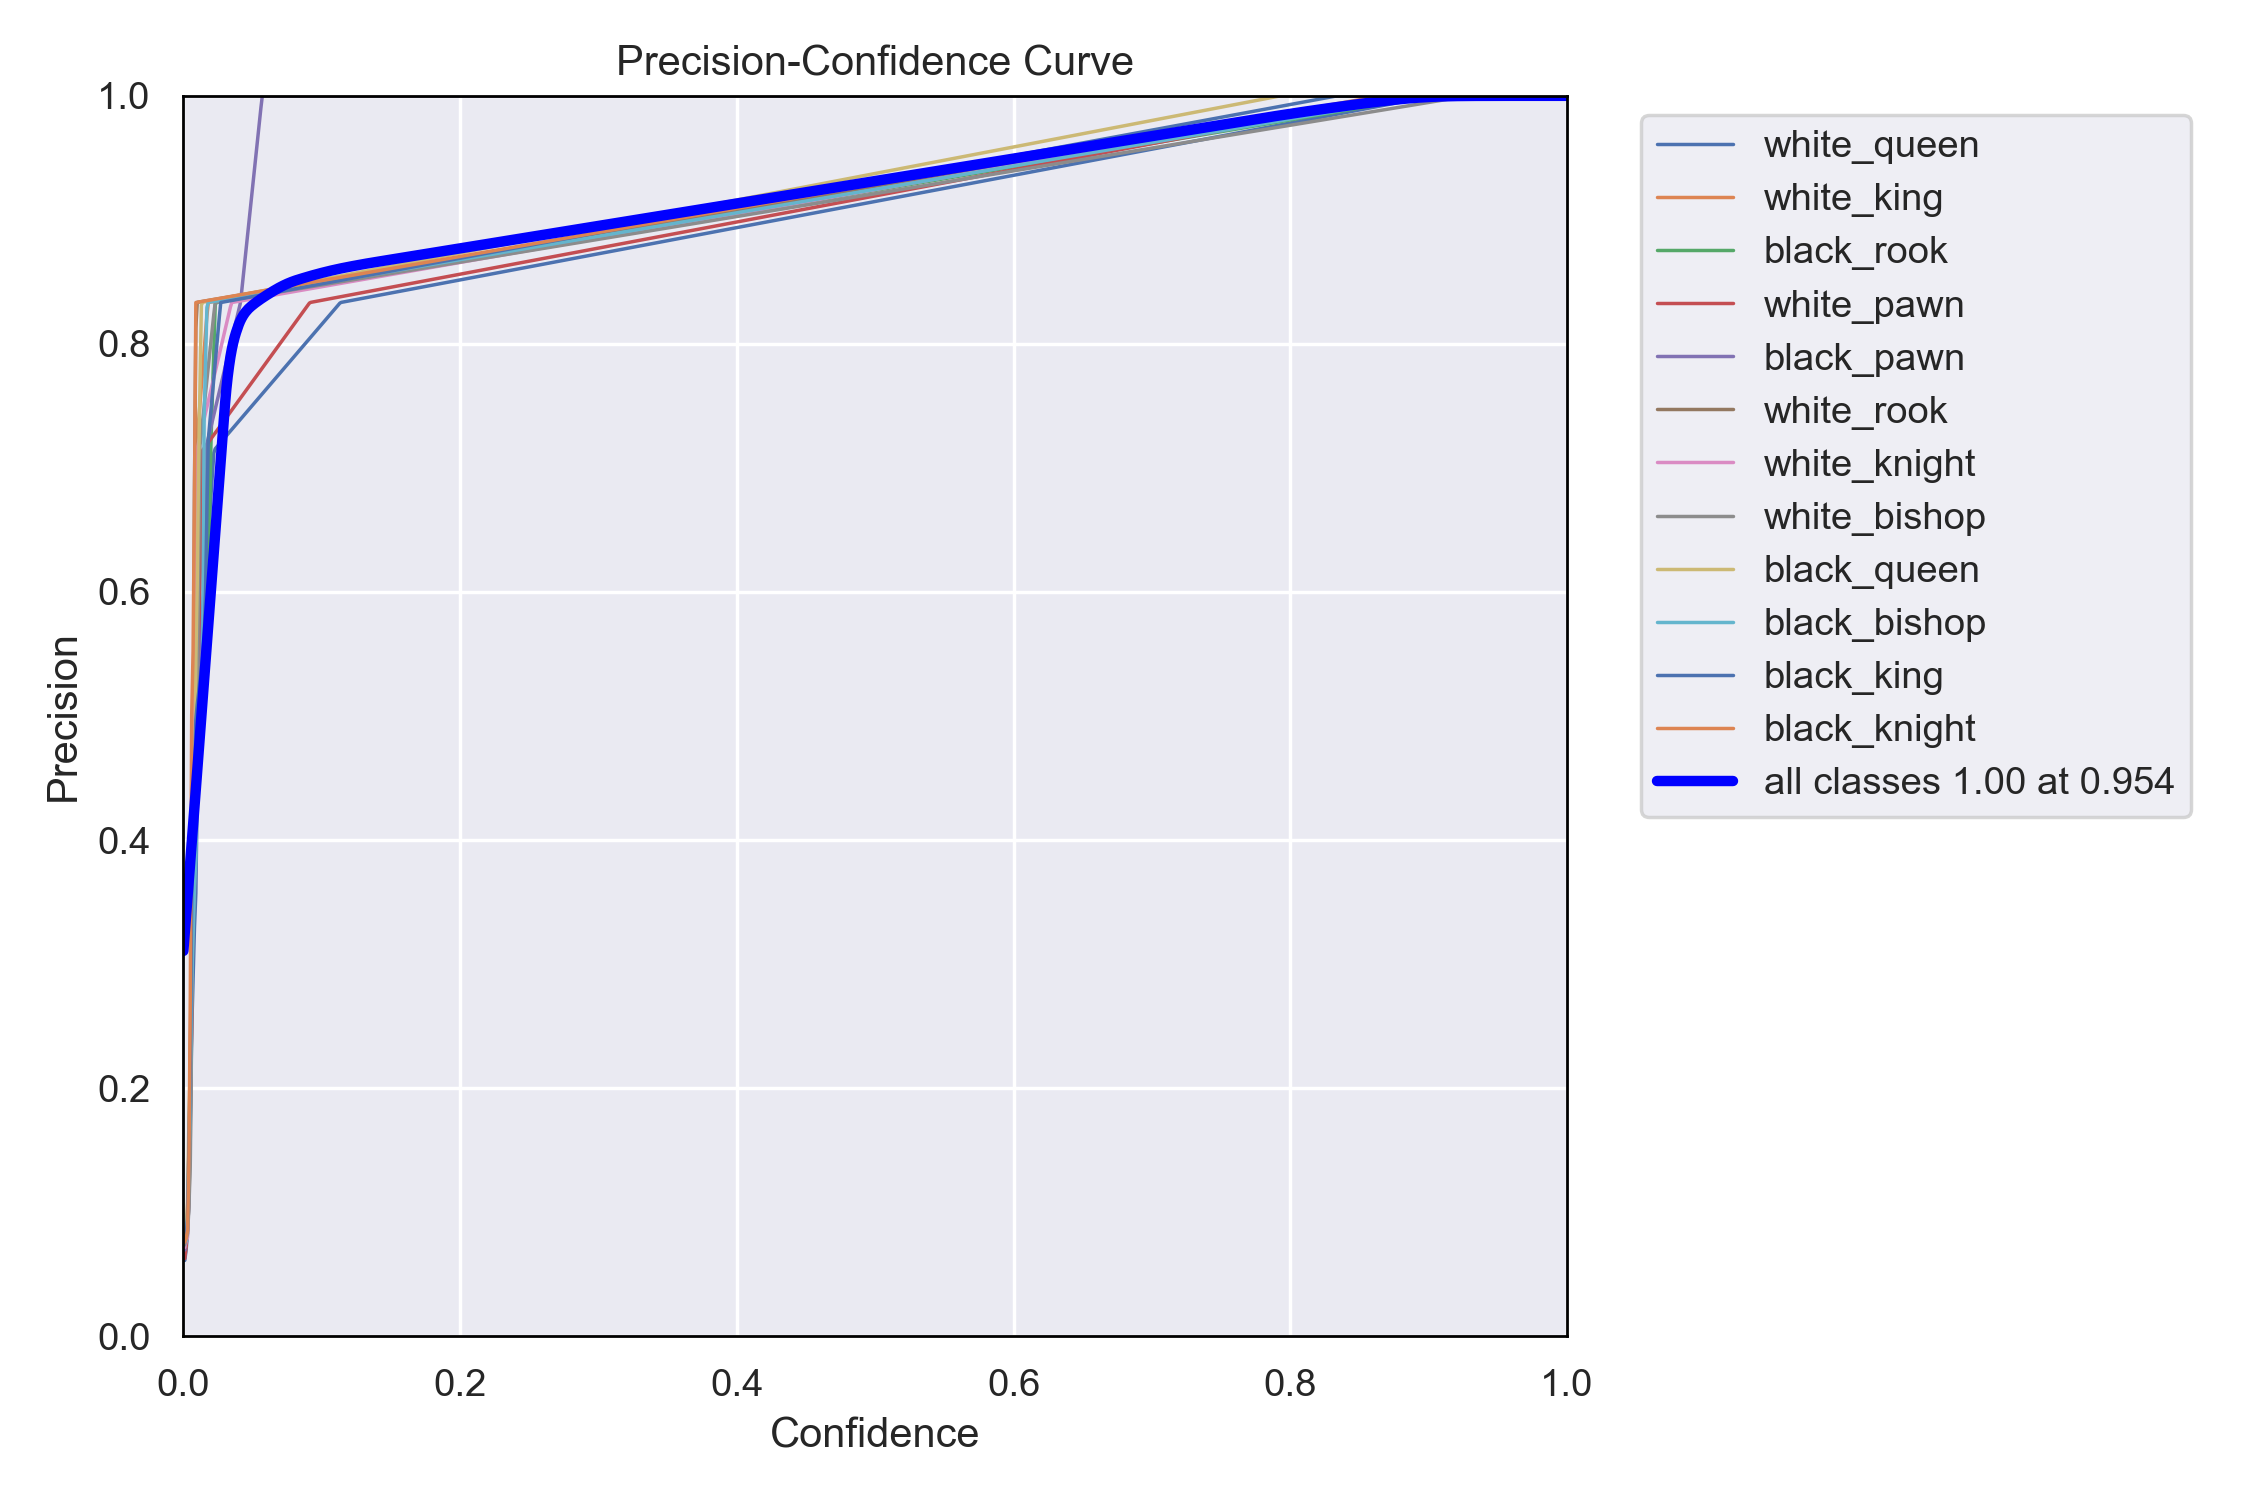 Precision-Confidence Curve
1.0
0.8
0.6
0.4
0.2
0.0
Precision
0.0 0.2 0.4 0.6 0.8 1.0
Confidence
white_queen
white_king
black_rook
white_pawn
black_pawn
white_rook
white_knight
white_bishop
black_queen
black_bishop
black_king
black_knight
all classes 1.00 at 0.954